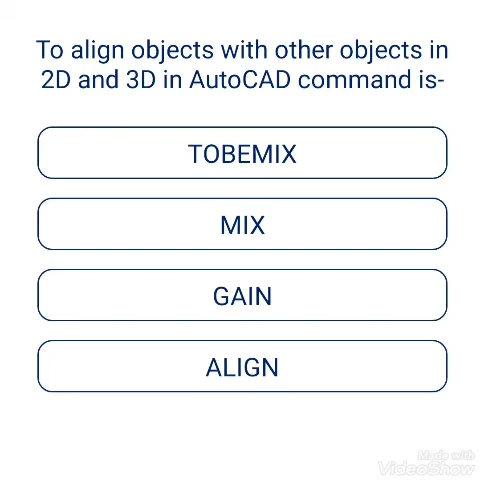 To align objects with other objects in
2D and 3D in AutoCAD command is-
TOBEMIX
MIX
GAIN
ALIGN
Made with
VideoShow